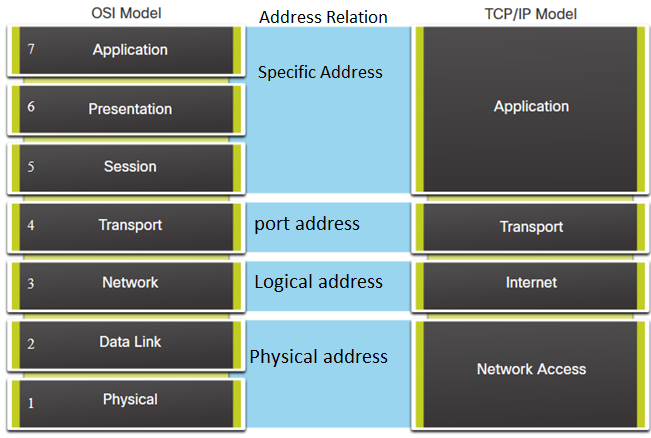 OSI Model Address Relation TCP/IP Model
7 Application Specific Address Application
6 Presentation
5 Session
4 Transport port address Transport
3 Network Logical address Internet
2 Data Link Physical address Network Access
1 Physical